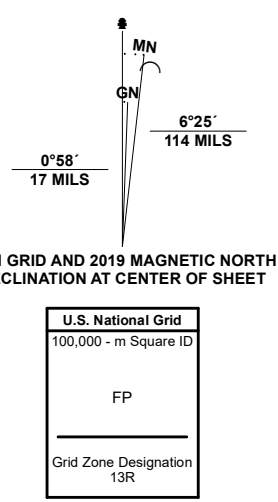 MN
GN
6°25´
114 MILS
0°58´
17 MILS
GRID AND 2019 MAGNETIC NORTH
CLINATION AT CENTER OF SHEET
U.S. National Grid
100,000 - m Square ID
FP
Grid Zone Designation
13R